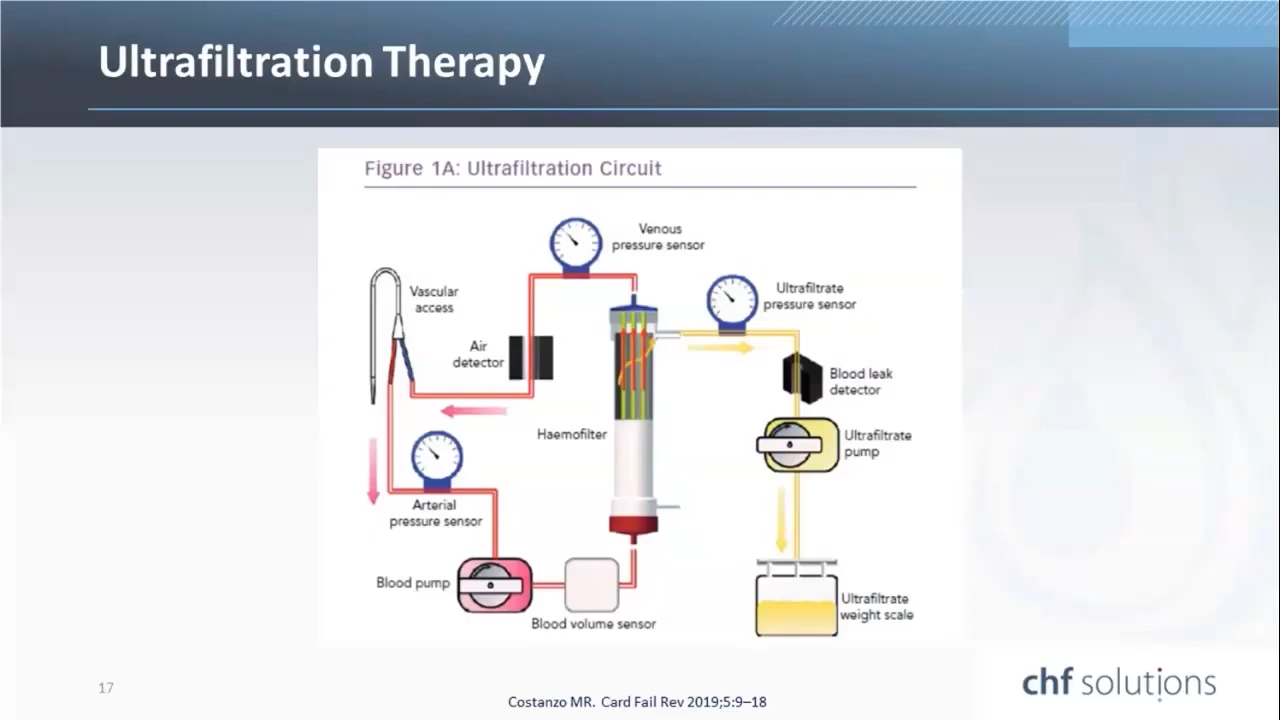 Ultrafiltration Therapy
Figure 1A: Ultrafiltration Circuit
Venous
pressure sensor
Vascular
access
Ultrafiltrate
pressure sensor
Air
detector
Blood leak
detector
Haemofilter
Ultrafiltrate
pump
Arterial
pressure sensor
Blood pump
Blood volume sensor
Ultrafiltrate
weight scale
17
Costanzo MR. Card Fail Rev 2019;5:9–18
chf solutions